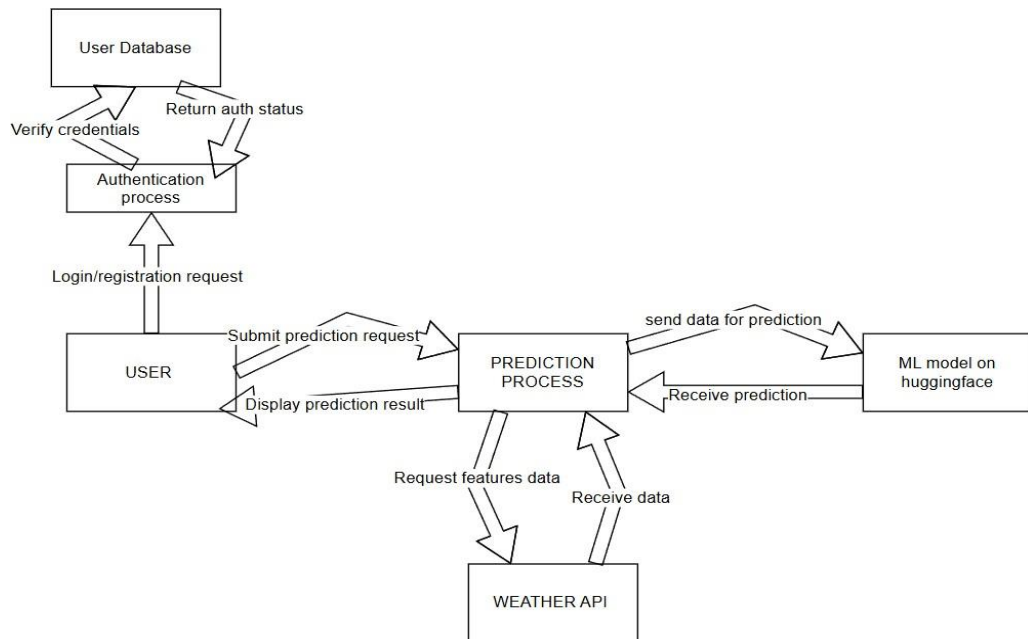 User Database
Return auth status
Verify credentials
Authentication
process
Login/registration request
Submit prediction request
send data for prediction
USER
PREDICTION
PROCESS
ML model on
huggingface
Display prediction result
Receive prediction
Request features data
Receive data
WEATHER API